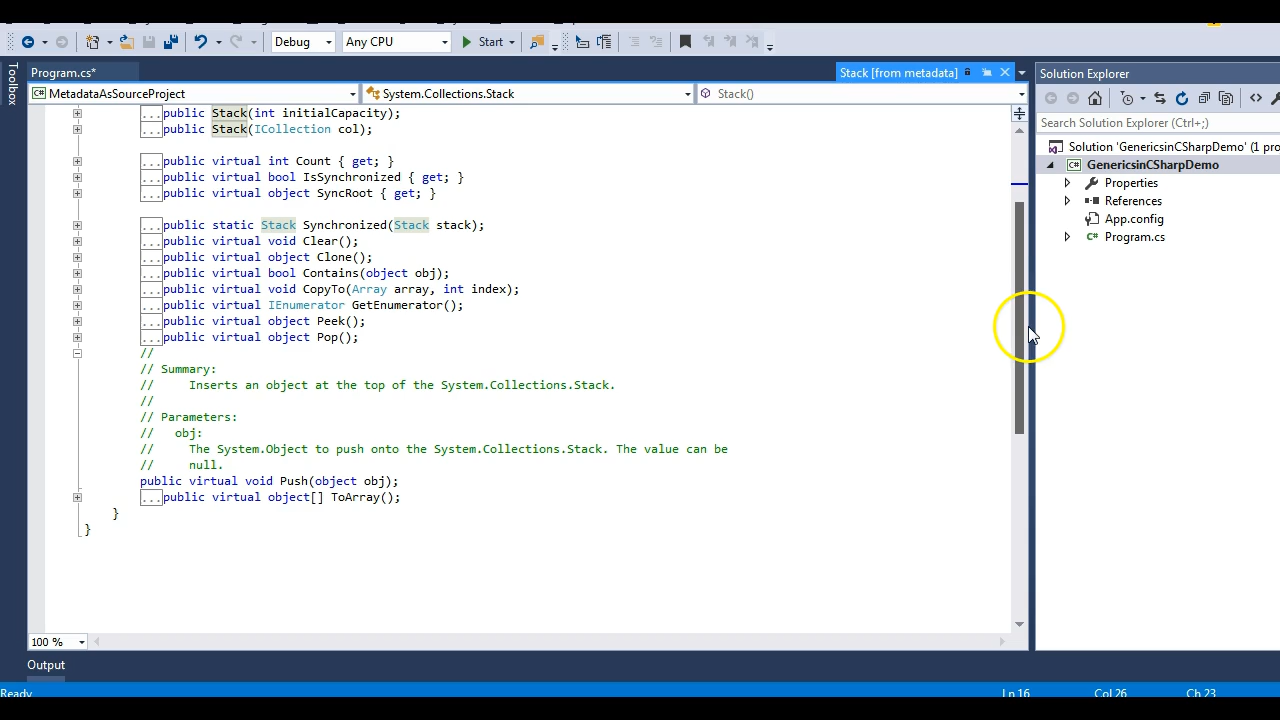 Debug
Any CPU
Start
Toolbox
Program.cs*
Stack [from metadata]
Solution Explorer
C# MetadataAsSourceProject
System.Collections.Stack
Stack()
Search Solution Explorer (Ctrl+;)
...public Stack(int initialCapacity);
...public Stack(ICollection col);
...public virtual int Count { get; }
...public virtual bool IsSynchronized { get; }
...public virtual object SyncRoot { get; }
...public static Stack Synchronized(Stack stack);
...public virtual void Clear();
...public virtual object Clone();
...public virtual bool Contains(object obj);
...public virtual void CopyTo(Array array, int index);
...public virtual IEnumerator GetEnumerator();
...public virtual object Peek();
...public virtual object Pop();
//
// Summary:
// Inserts an object at the top of the System.Collections.Stack.
//
// Parameters:
// obj:
// The System.Object to push onto the System.Collections.Stack. The value can be
// null.
public virtual void Push(object obj);
...public virtual object[] ToArray();
}
}
Solution 'GenericsinCSharpDemo' (1 pro
C# GenericsinCSharpDemo
Properties
References
App.config
C# Program.cs
100 %
Output
Ready
Ln 16
Col 26
Ch 23